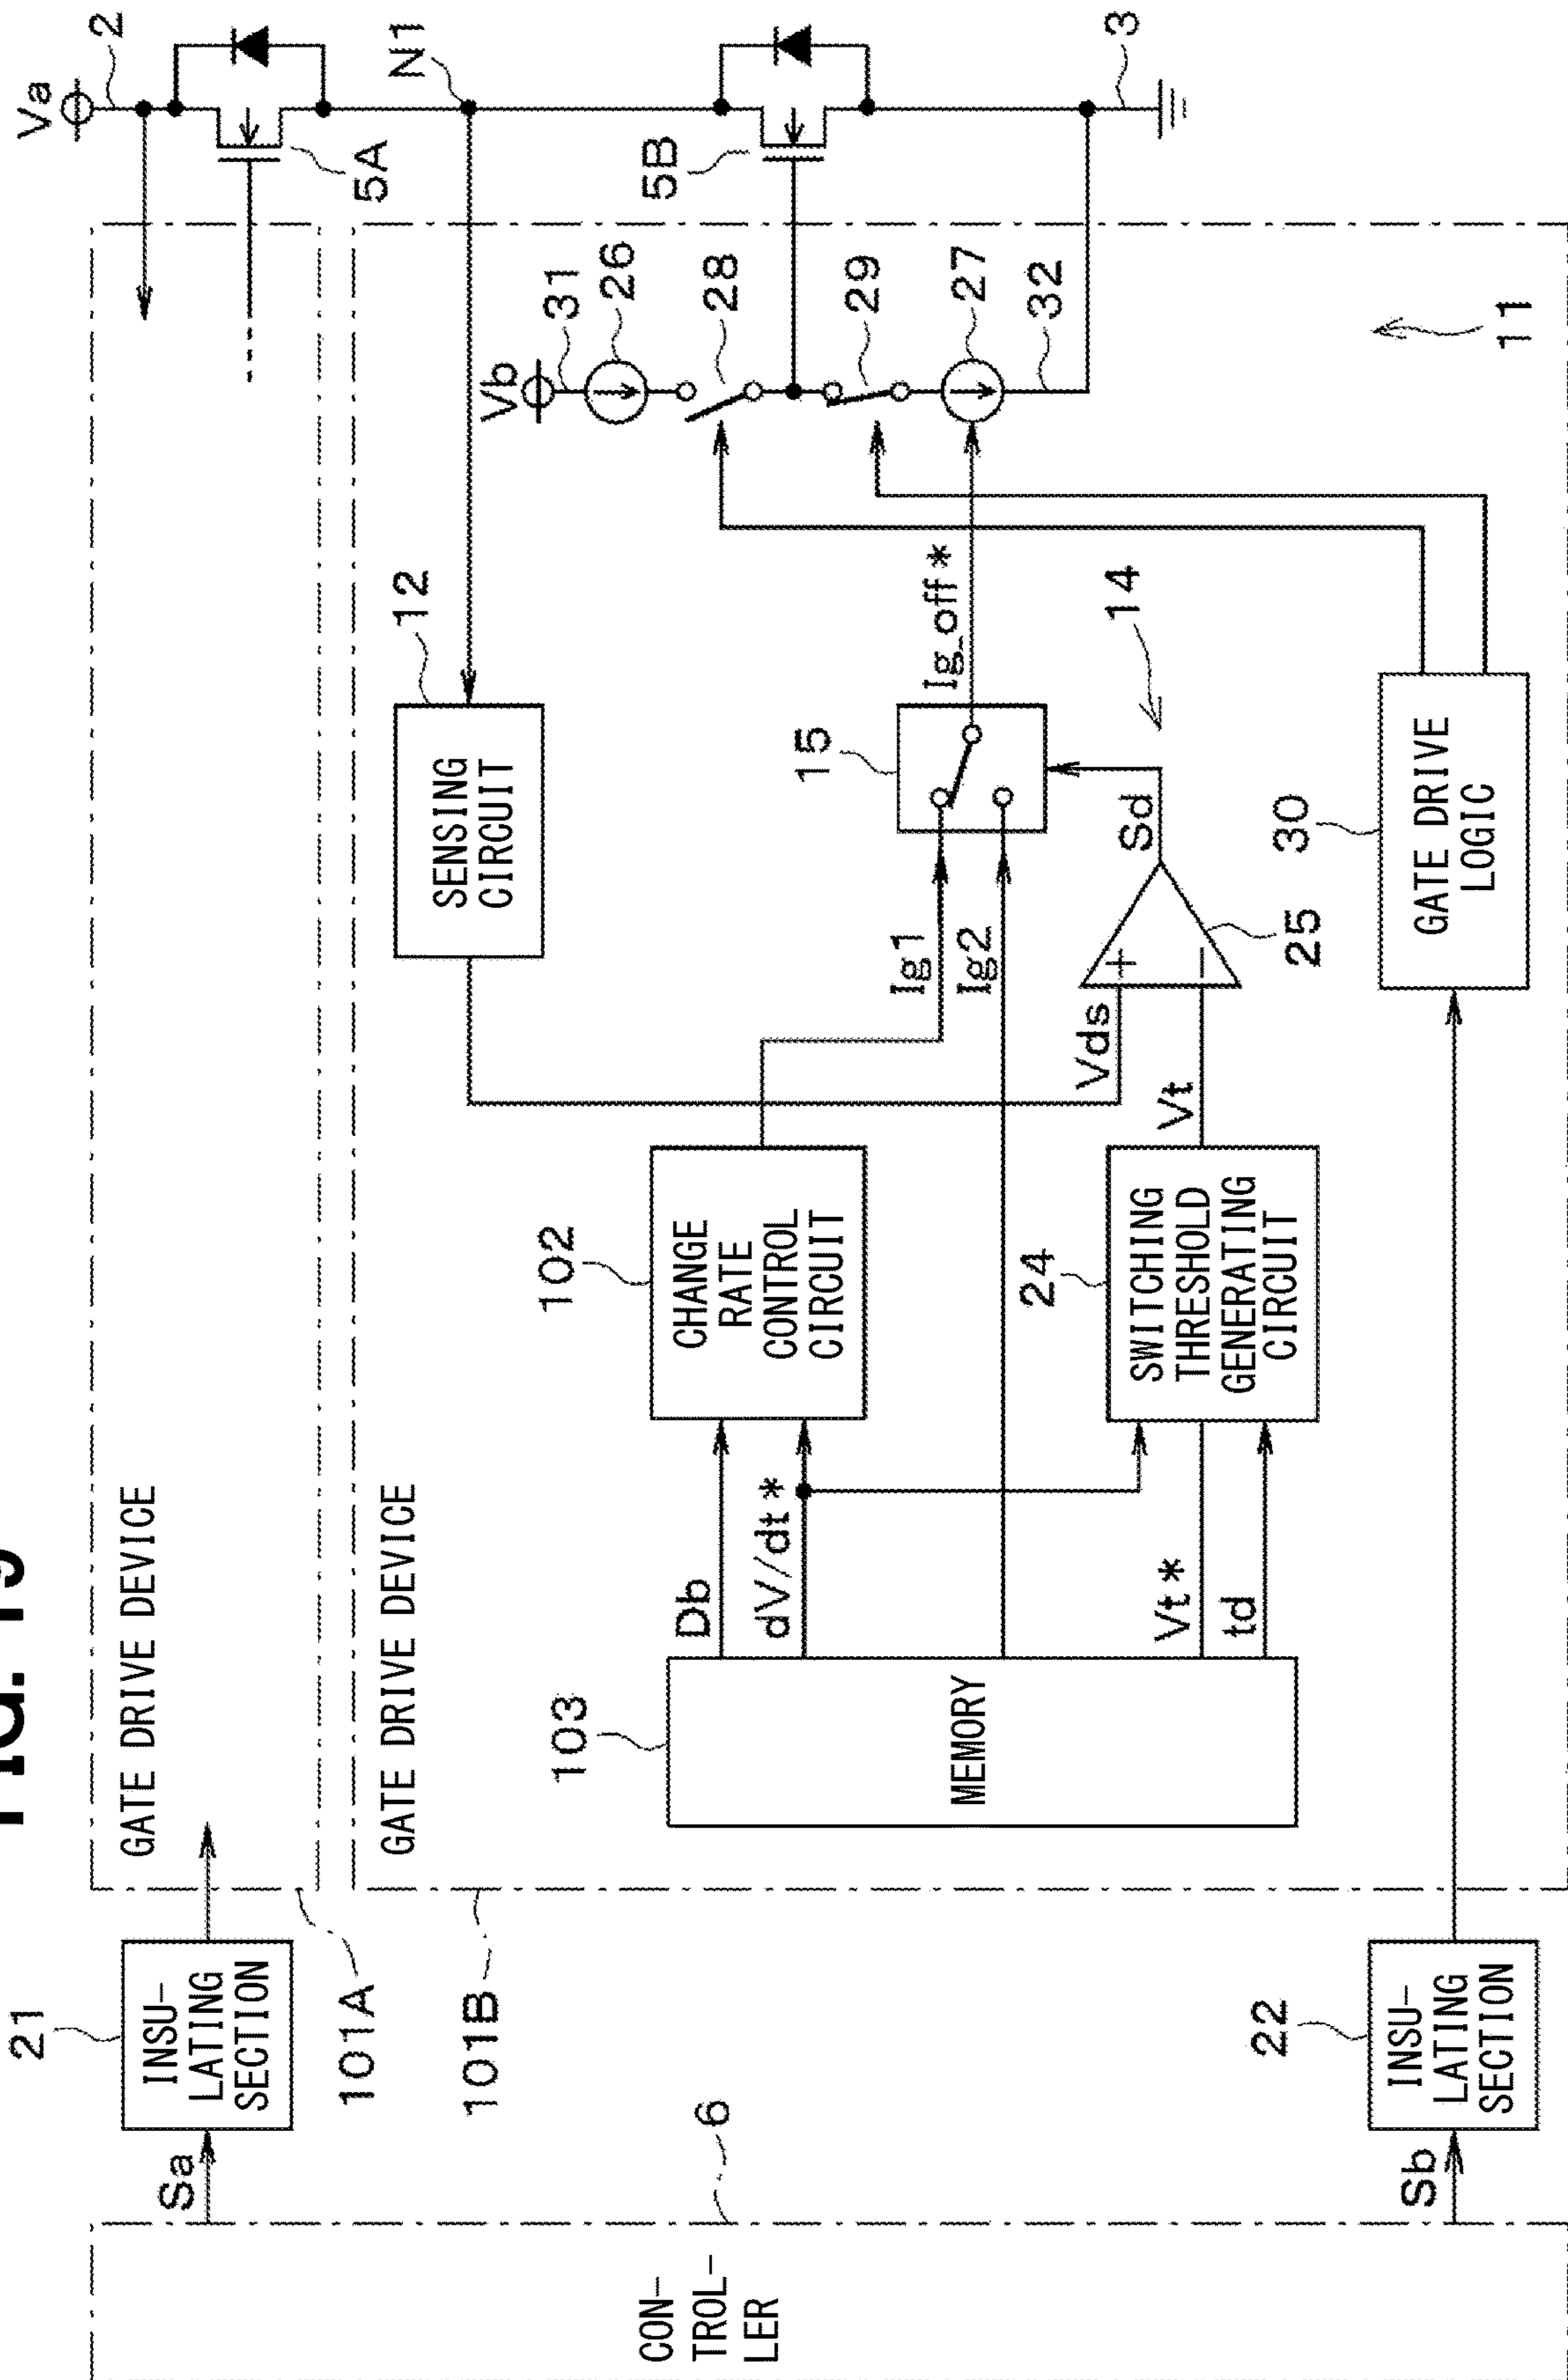 FIG. 19
CON-
TROL-
LER
6
Sa
21
INSU-
LATING
SECTION
101A
GATE DRIVE DEVICE
Va
2
5A
N1
101B
GATE DRIVE DEVICE
12
SENSING
CIRCUIT
Vb
31
26
28
5B
29
27
32
3
11
103
MEMORY
Db
dV/dt*
Vt*
td
102
CHANGE
RATE
CONTROL
CIRCUIT
24
SWITCHING
THRESHOLD
GENERATING
CIRCUIT
Ig1
Ig2
Vds
Vt
25
+
−
Sd
15
14
Ig_off*
30
GATE DRIVE
LOGIC
Sb
22
INSU-
LATING
SECTION